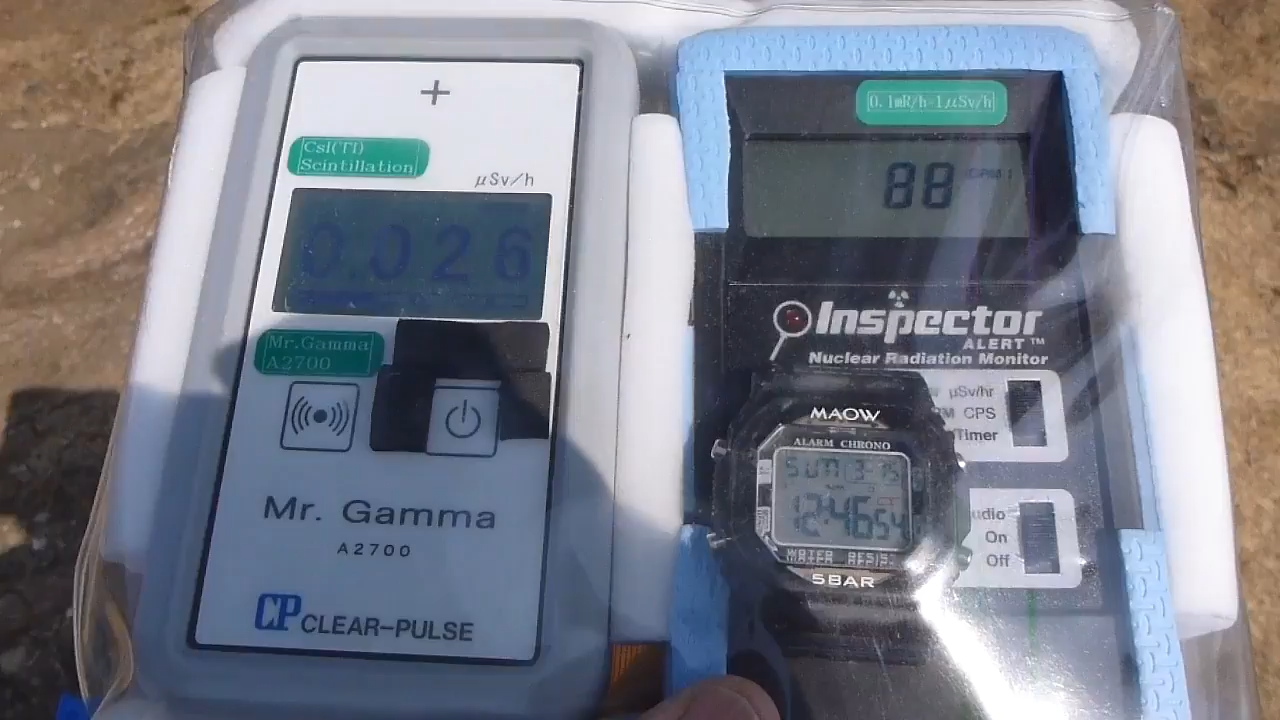 +
CsI(Tl)
Scintillation
μSv/h
0.026
Mr.Gamma
A2700
Mr. Gamma
A2700
CP CLEAR-PULSE
0.1mR/h-1μSv/h
88
Inspector
ALERT™
Nuclear Radiation Monitor
μSv/hr
CPS
Timer
On
Off
MAOW
ALARM CHRONO
SUN 3-15
12:46 54
WATER RESIST
5BAR